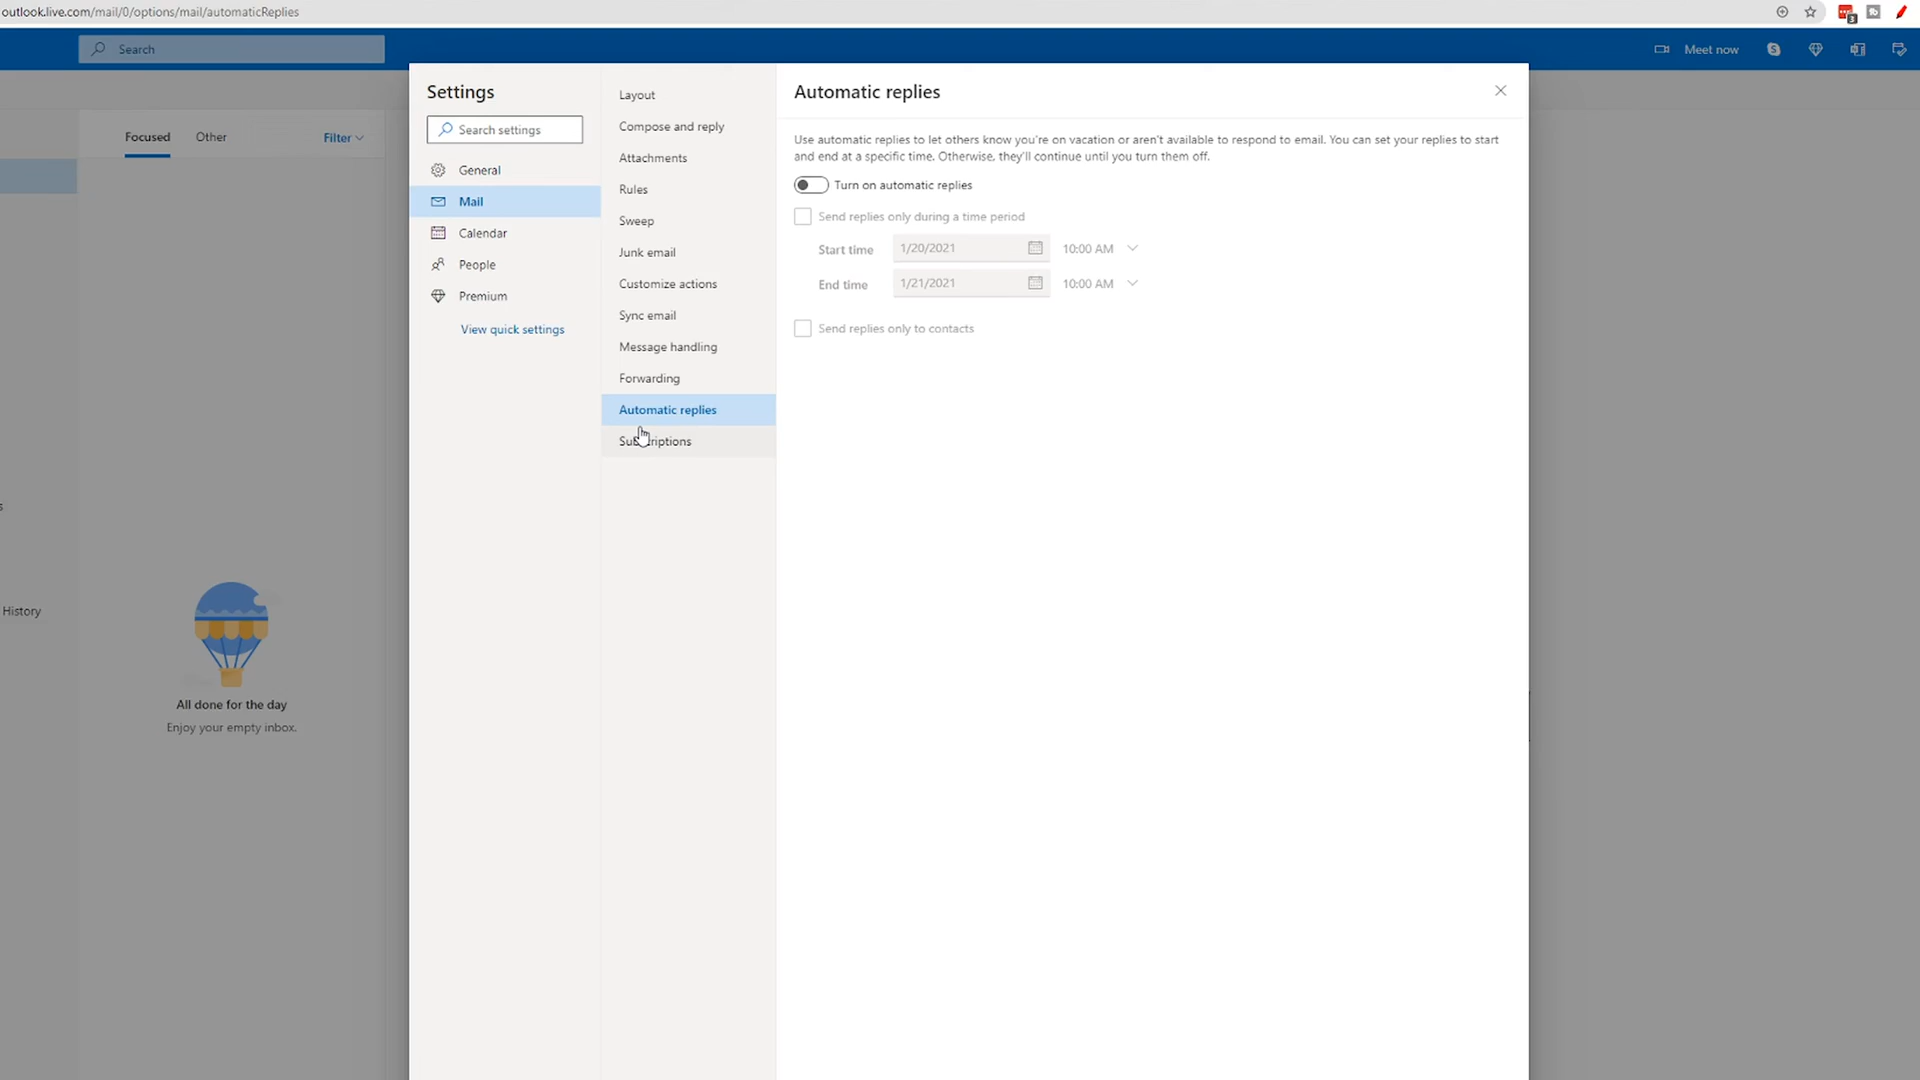 outlook.live.com/mail/0/options/mail/automaticReplies
Search
Meet now
Focused
Other
Filter
History
All done for the day
Enjoy your empty inbox.
Settings
Search settings
General
Mail
Calendar
People
Premium
View quick settings
Layout
Compose and reply
Attachments
Rules
Sweep
Junk email
Customize actions
Sync email
Message handling
Forwarding
Automatic replies
Subscriptions
Automatic replies
Use automatic replies to let others know you're on vacation or aren't available to respond to email. You can set your replies to start
and end at a specific time. Otherwise, they'll continue until you turn them off.
Turn on automatic replies
Send replies only during a time period
Start time 1/20/2021 10:00 AM
End time 1/21/2021 10:00 AM
Send replies only to contacts